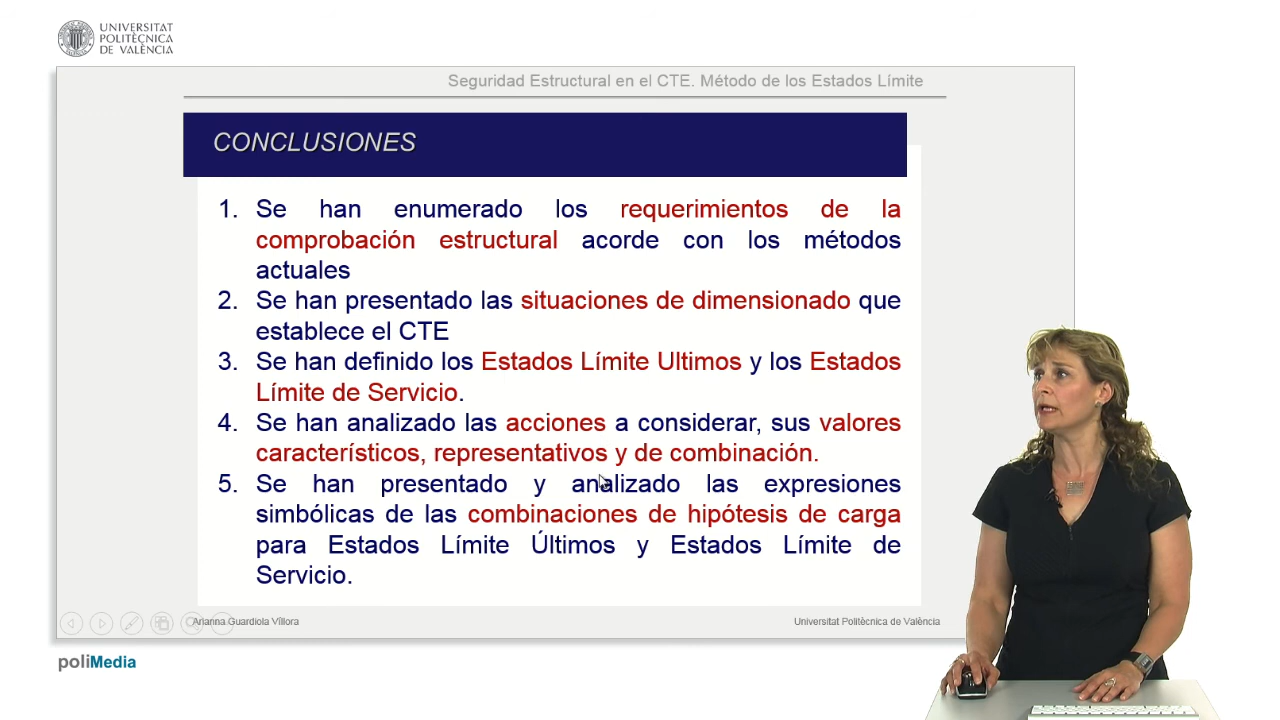 UNIVERSITAT
POLITÈCNICA
DE VALÈNCIA
Seguridad Estructural en el CTE. Método de los Estados Límite
CONCLUSIONES
1. Se han enumerado los requerimientos de la
comprobación estructural acorde con los métodos
actuales
2. Se han presentado las situaciones de dimensionado que
establece el CTE
3. Se han definido los Estados Límite Ultimos y los Estados
Límite de Servicio.
4. Se han analizado las acciones a considerar, sus valores
característicos, representativos y de combinación.
5. Se han presentado y analizado las expresiones
simbólicas de las combinaciones de hipótesis de carga
para Estados Límite Últimos y Estados Límite de
Servicio.
Arianna Guardiola Víllora
Universitat Politècnica de València
poliMedia